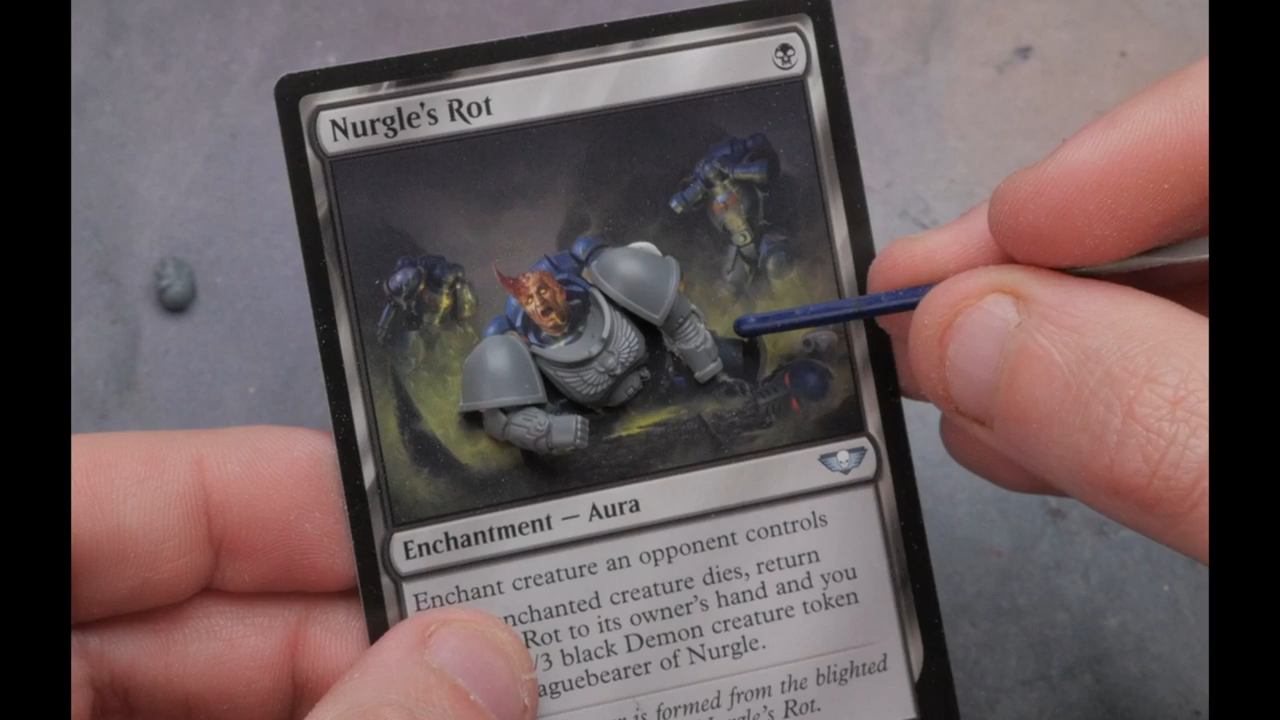 Nurgle's Rot
Enchantment — Aura
Enchant creature an opponent controls
nchanted creature dies, return
Rot to its owner's hand and you
/3 black Demon creature token
aguebearer of Nurgle.
is formed from the blighted
Rot.